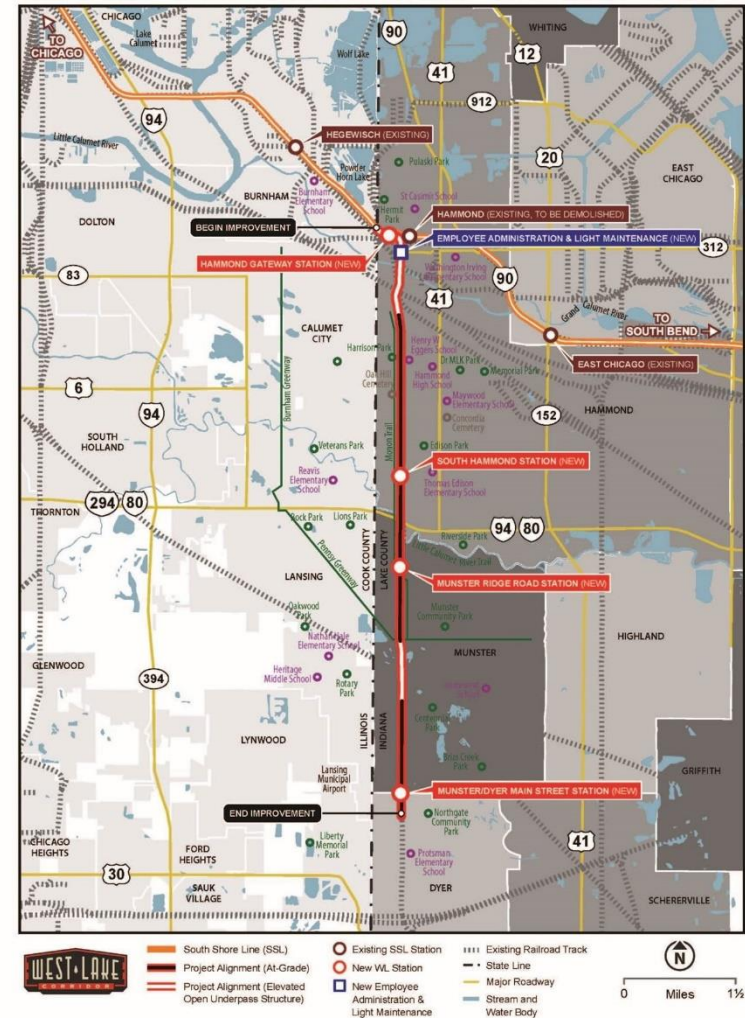 TO
CHICAGO
CHICAGO
Lake
Calumet
Wolf Lake
90
41
12
WHITING
912
94
20
Little Calumet River
HEGEWISCH (EXISTING)
Pulaski Park
EAST
CHICAGO
Powder
Horn Lake
BURNHAM
Burnham
Elementary
School
St Casimir School
Hermit
Park
DOLTON
BEGIN IMPROVEMENT
HAMMOND (EXISTING, TO BE DEMOLISHED)
EMPLOYEE ADMINISTRATION & LIGHT MAINTENANCE (NEW)
312
HAMMOND GATEWAY STATION (NEW)
Washington Irving
Elementary School
83
41
90
Grand Calumet River
TO
SOUTH BEND
CALUMET
CITY
Burnham Greenway
Harrison Park
Henry W
Eggers School
Dr MLK Park
Memorial Park
EAST CHICAGO (EXISTING)
Oak Hill
Cemetery
Hammond
High School
6
94
Maywood
Elementary School
Concordia
Cemetery
152
HAMMOND
SOUTH
HOLLAND
Monon Trail
Veterans Park
Edison Park
Reavis
Elementary
School
SOUTH HAMMOND STATION (NEW)
Thomas Edison
Elementary School
294
80
THORNTON
Bock Park
Lions Park
94
80
Riverside Park
Little Calumet
River Trail
COOK COUNTY
LAKE COUNTY
LANSING
Pennsy Greenway
MUNSTER RIDGE ROAD STATION (NEW)
Oakwood
Park
Munster
Community Park
HIGHLAND
Nathan Hale
Elementary School
GLENWOOD
MUNSTER
Heritage
Middle School
Rotary
Park
394
Centennial
Park
LYNWOOD
ILLINOIS
INDIANA
Briar Creek
Park
Lansing
Municipal
Airport
GRIFFITH
MUNSTER/DYER MAIN STREET STATION (NEW)
END IMPROVEMENT
Northgate
Community
Park
CHICAGO
HEIGHTS
FORD
HEIGHTS
Liberty
Memorial
Park
41
Protsman
Elementary
School
30
SAUK
VILLAGE
DYER
SCHERERVILLE
WEST LAKE
CORRIDOR
South Shore Line (SSL)
Project Alignment (At-Grade)
Project Alignment (Elevated
Open Underpass Structure)
Existing SSL Station
New WL Station
New Employee
Administration &
Light Maintenance
Existing Railroad Track
State Line
Major Roadway
Stream and
Water Body
N
0 Miles 1½